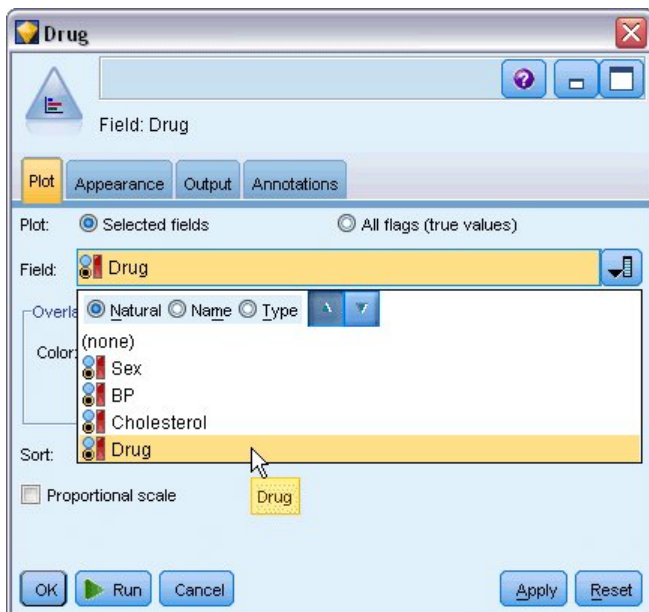 Drug
Field: Drug
Plot Appearance Output Annotations
Plot: Selected fields All flags (true values)
Field: Drug
Natural Name Type
Color:
(none)
Sex
BP
Cholesterol
Drug
Sort:
Drug
Proportional scale
OK Run Cancel Apply Reset